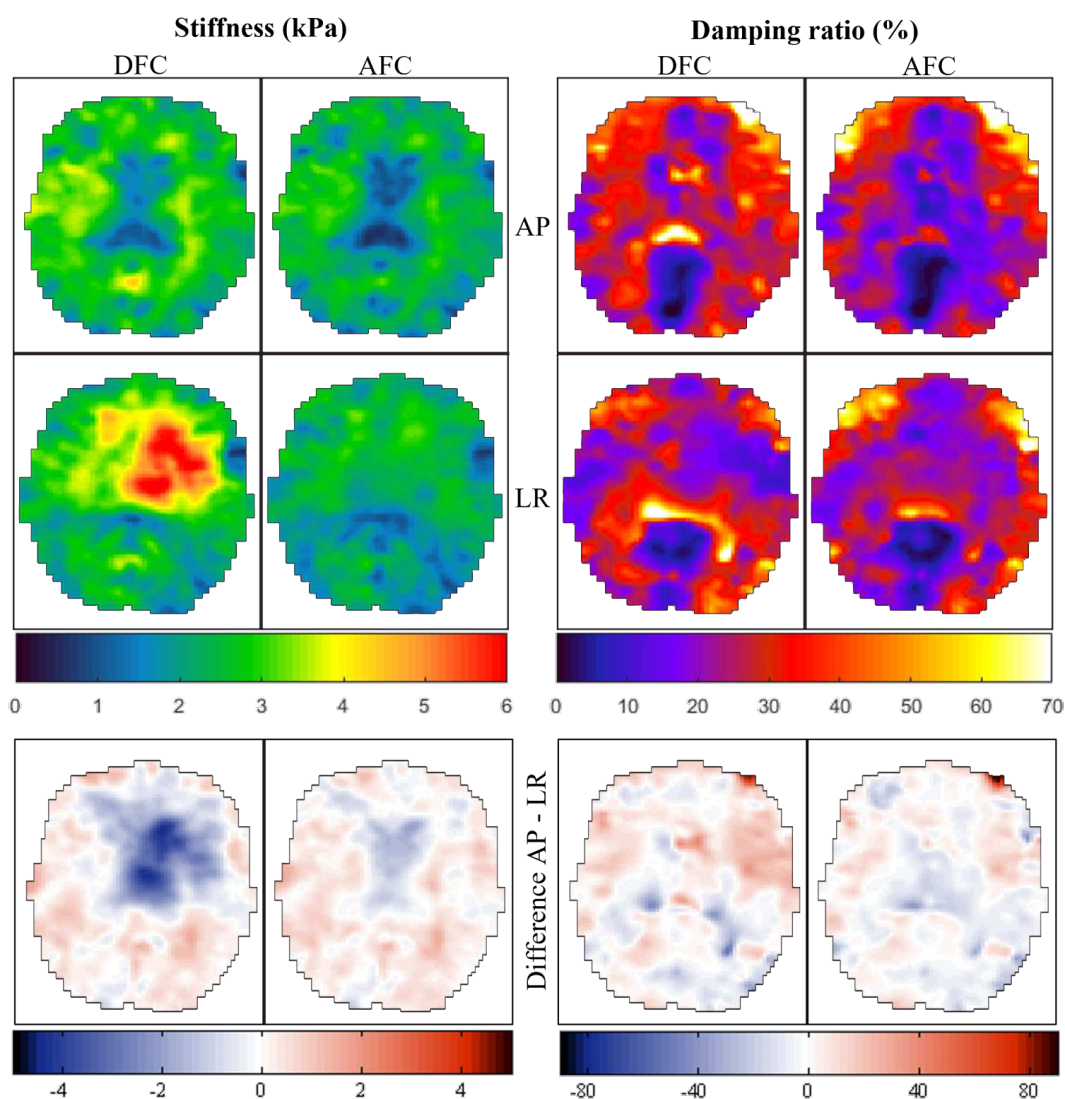 Stiffness (kPa)
Damping ratio (%)
DFC
AFC
DFC
AFC
AP
LR
0 1 2 3 4 5 6
0 10 20 30 40 50 60 70
Difference AP - LR
-4 -2 0 2 4
-80 -40 0 40 80